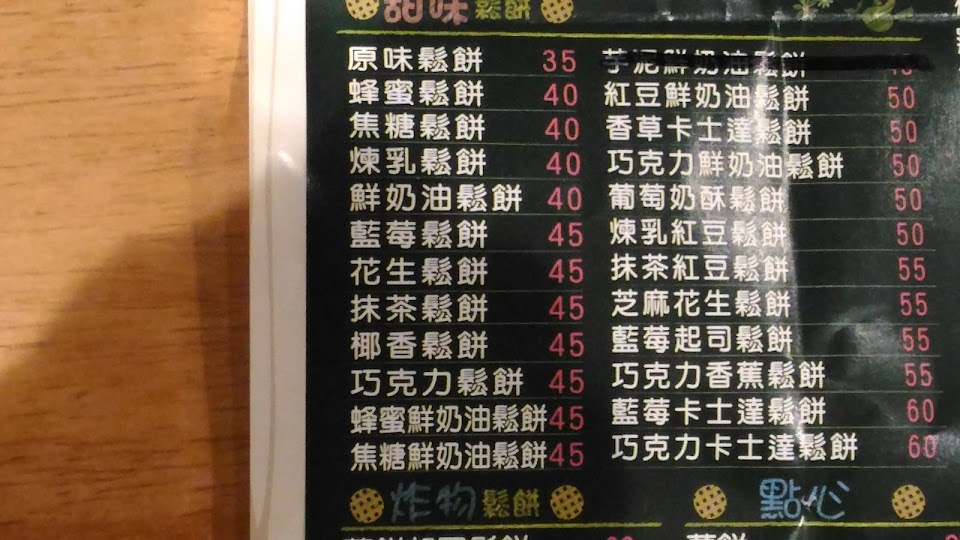 甜味鬆餅
原味鬆餅 35
蜂蜜鬆餅 40
焦糖鬆餅 40
煉乳鬆餅 40
鮮奶油鬆餅 40
藍莓鬆餅 45
花生鬆餅 45
抹茶鬆餅 45
椰香鬆餅 45
巧克力鬆餅 45
蜂蜜鮮奶油鬆餅 45
焦糖鮮奶油鬆餅 45
芋泥鮮奶油鬆餅
紅豆鮮奶油鬆餅 50
香草卡士達鬆餅 50
巧克力鮮奶油鬆餅 50
葡萄奶酥鬆餅 50
煉乳紅豆鬆餅 50
抹茶紅豆鬆餅 55
芝麻花生鬆餅 55
藍莓起司鬆餅 55
巧克力香蕉鬆餅 55
藍莓卡士達鬆餅 60
巧克力卡士達鬆餅 60
炸物鬆餅
點心